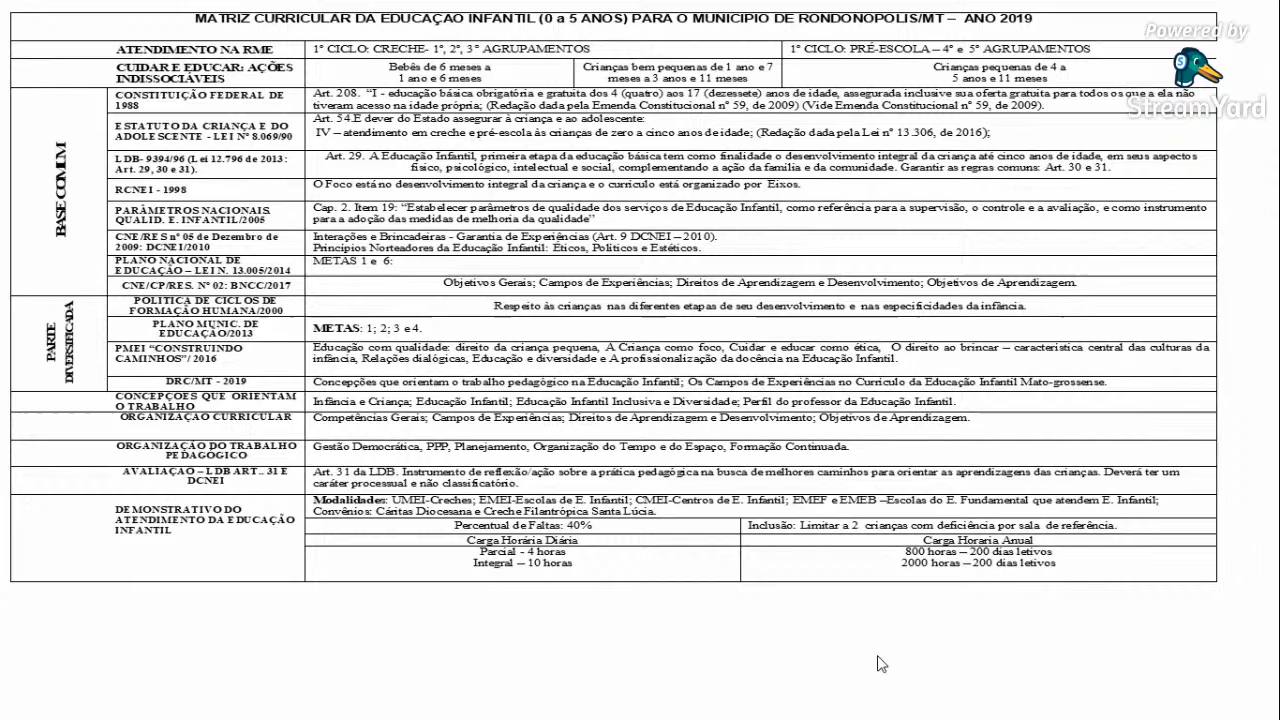 MATRIZ CURRICULAR DA EDUCAÇAO INFANTIL (0 a 5 ANOS) PARA O MUNICIPIO DE RONDONOPOLIS/MT – ANO 2019
Powered by
StreamYard
ATENDIMENTO NA RME
1º CICLO: CRECHE- 1º, 2º, 3º AGRUPAMENTOS
1º CICLO: PRÉ-ESCOLA – 4º e 5º AGRUPAMENTOS
CUIDAR E EDUCAR: AÇÕES
INDISSOCIÁVEIS
Bebês de 6 meses a
1 ano e 6 meses
Crianças bem pequenas de 1 ano e 7
meses a 3 anos e 11 meses
Crianças pequenas de 4 a
5 anos e 11 meses
BASE COMUM
CONSTITUIÇÃO FEDERAL DE
1988
Art. 208. “I - educação básica obrigatória e gratuita dos 4 (quatro) aos 17 (dezessete) anos de idade, assegurada inclusive sua oferta gratuita para todos os que a ela não
tiveram acesso na idade própria; (Redação dada pela Emenda Constitucional nº 59, de 2009) (Vide Emenda Constitucional nº 59, de 2009).
ESTATUTO DA CRIANÇA E DO
ADOLESCENTE - LEI Nº 8.069/90
Art. 54.E dever do Estado assegurar à criança e ao adolescente:
IV – atendimento em creche e pré-escola às crianças de zero a cinco anos de idade; (Redação dada pela Lei nº 13.306, de 2016);
LDB- 9394/96 (Lei 12.796 de 2013:
Art. 29, 30 e 31).
Art. 29. A Educação Infantil, primeira etapa da educação básica tem como finalidade o desenvolvimento integral da criança até cinco anos de idade, em seus aspectos
físico, psicológico, intelectual e social, complementando a ação da família e da comunidade. Garantir as regras comuns: Art. 30 e 31.
RCNEI - 1998
O Foco está no desenvolvimento integral da criança e o currículo está organizado por Eixos.
PARÂMETROS NACIONAIS.
QUALID. E. INFANTIL/2006
Cap. 2. Item 19: “Estabelecer parâmetros de qualidade dos serviços de Educação Infantil, como referência para a supervisão, o controle e a avaliação, e como instrumento
para a adoção das medidas de melhoria da qualidade”
CNE/RES nº 05 de Dezembro de
2009: DCNEI/2010
Interações e Brincadeiras - Garantia de Experiências (Art. 9 DCNEI – 2010).
Princípios Norteadores da Educação Infantil: Éticos, Políticos e Estéticos.
PLANO NACIONAL DE
EDUCAÇÃO – LEI N. 13.005/2014
METAS 1 e 6:
CNE/CP/RES. Nº 02: BNCC/2017
Objetivos Gerais; Campos de Experiências; Direitos de Aprendizagem e Desenvolvimento; Objetivos de Aprendizagem.
PARTE
DIVERSIFICADA
POLITICA DE CICLOS DE
FORMAÇÃO HUMANA/2000
Respeito às crianças nas diferentes etapas de seu desenvolvimento e nas especificidades da infância.
PLANO MUNIC. DE
EDUCAÇÃO/2013
METAS: 1; 2; 3 e 4.
PMEI “CONSTRUINDO
CAMINHOS”/ 2016
Educação com qualidade: direito da criança pequena, A Criança como foco, Cuidar e educar como ética, O direito ao brincar – característica central das culturas da
infância, Relações dialógicas, Educação e diversidade e A profissionalização da docência na Educação Infantil.
DRC/MT - 2019
Concepções que orientam o trabalho pedagógico na Educação Infantil; Os Campos de Experiências no Currículo da Educação Infantil Mato-grossense.
CONCEPÇOES QUE ORIENTAM
O TRABALHO
Infância e Criança; Educação Infantil; Educação Infantil Inclusiva e Diversidade; Perfil do professor da Educação Infantil.
ORGANIZAÇÃO CURRICULAR
Competências Gerais; Campos de Experiências; Direitos de Aprendizagem e Desenvolvimento; Objetivos de Aprendizagem.
ORGANIZAÇÃO DO TRABALHO
PEDAGÓGICO
Gestão Democrática, PPP, Planejamento, Organização do Tempo e do Espaço, Formação Continuada.
AVALIAÇAO – LDB ART.. 31 E
DCNEI
Art. 31 da LDB. Instrumento de reflexão/ação sobre a prática pedagógica na busca de melhores caminhos para orientar as aprendizagens das crianças. Deverá ter um
caráter processual e não classificatório.
DEMONSTRATIVO DO
ATENDIMENTO DA EDUCAÇÃO
INFANTIL
Modalidades: UMEI-Creches; EMEI-Escolas de E. Infantil; CMEI-Centros de E. Infantil; EMEF e EMEB –Escolas do E. Fundamental que atendem E. Infantil;
Convênios: Cáritas Diocesana e Creche Filantrópica Santa Lúcia.
Percentual de Faltas: 40%
Inclusão: Limitar a 2 crianças com deficiência por sala de referência.
Carga Horária Diária
Carga Horaria Anual
Parcial - 4 horas
800 horas – 200 dias letivos
Integral – 10 horas
2000 horas – 200 dias letivos